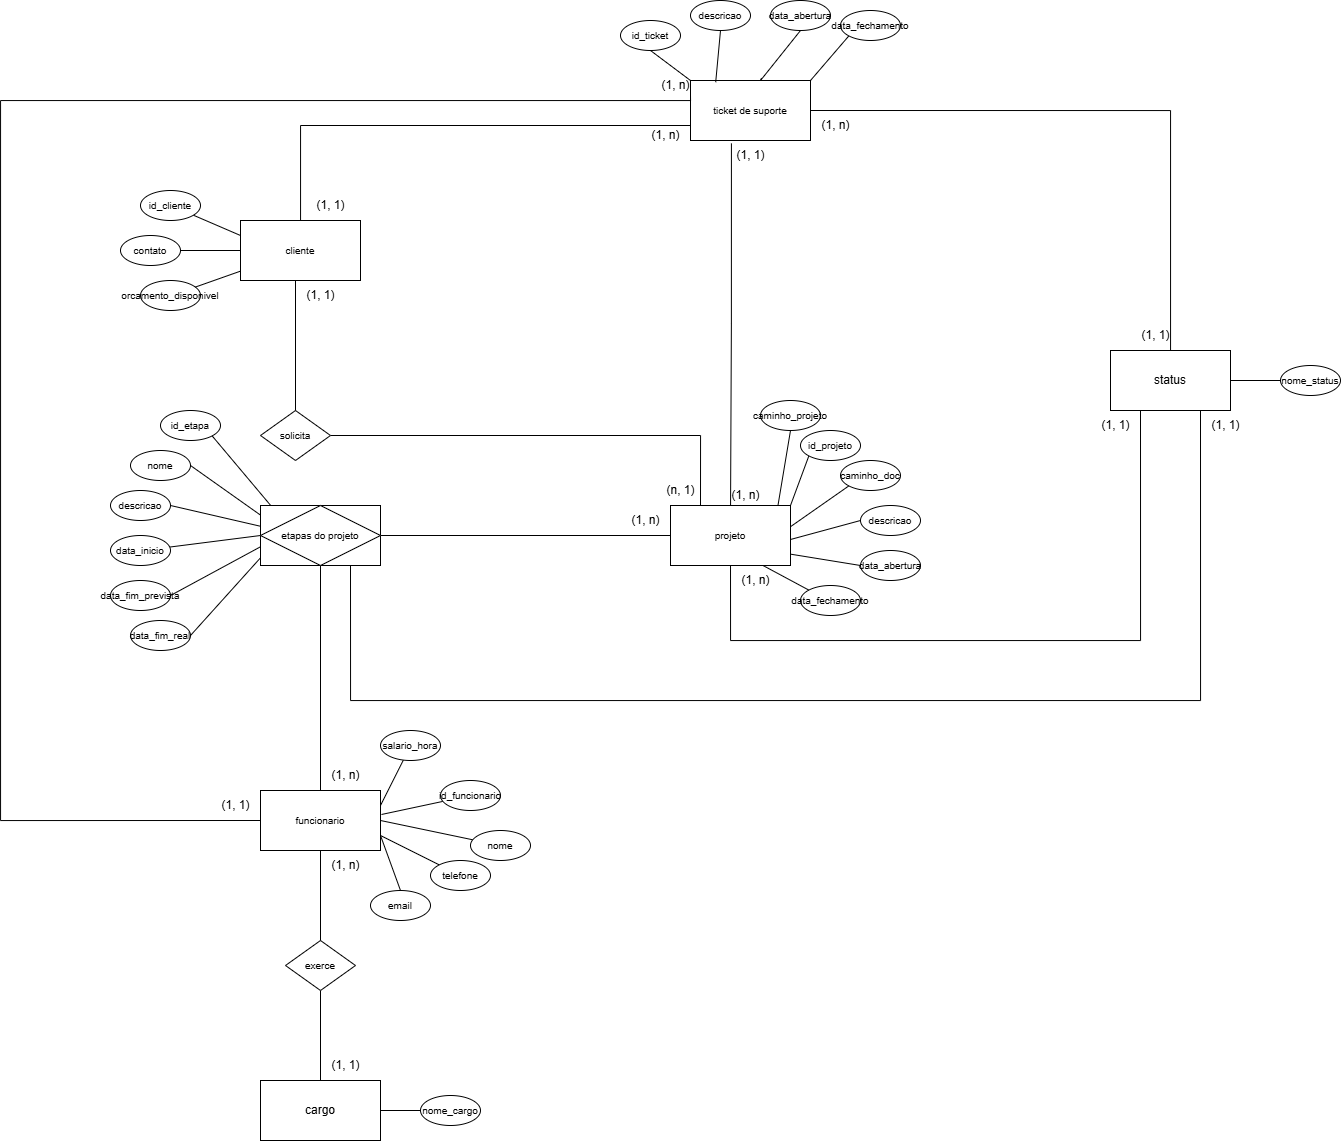 descricao
data_abertura
data_fechamento
id_ticket
(1, n)
ticket de suporte
(1, n)
(1, n)
(1, 1)
id_cliente
(1, 1)
contato
cliente
orcamento_disponivel
(1, 1)
(1, 1)
status
nome_status
(1, 1)
(1, 1)
caminho_projeto
id_etapa
solicita
id_projeto
nome
caminho_doc
(n, 1)
(1, n)
descricao
(1, n)
descricao
etapas do projeto
projeto
data_inicio
data_abertura
(1, n)
data_fim_prevista
data_fechamento
data_fim_real
salario_hora
(1, n)
id_funcionario
(1, 1)
funcionario
nome
(1, n)
telefone
email
exerce
(1, 1)
cargo
nome_cargo